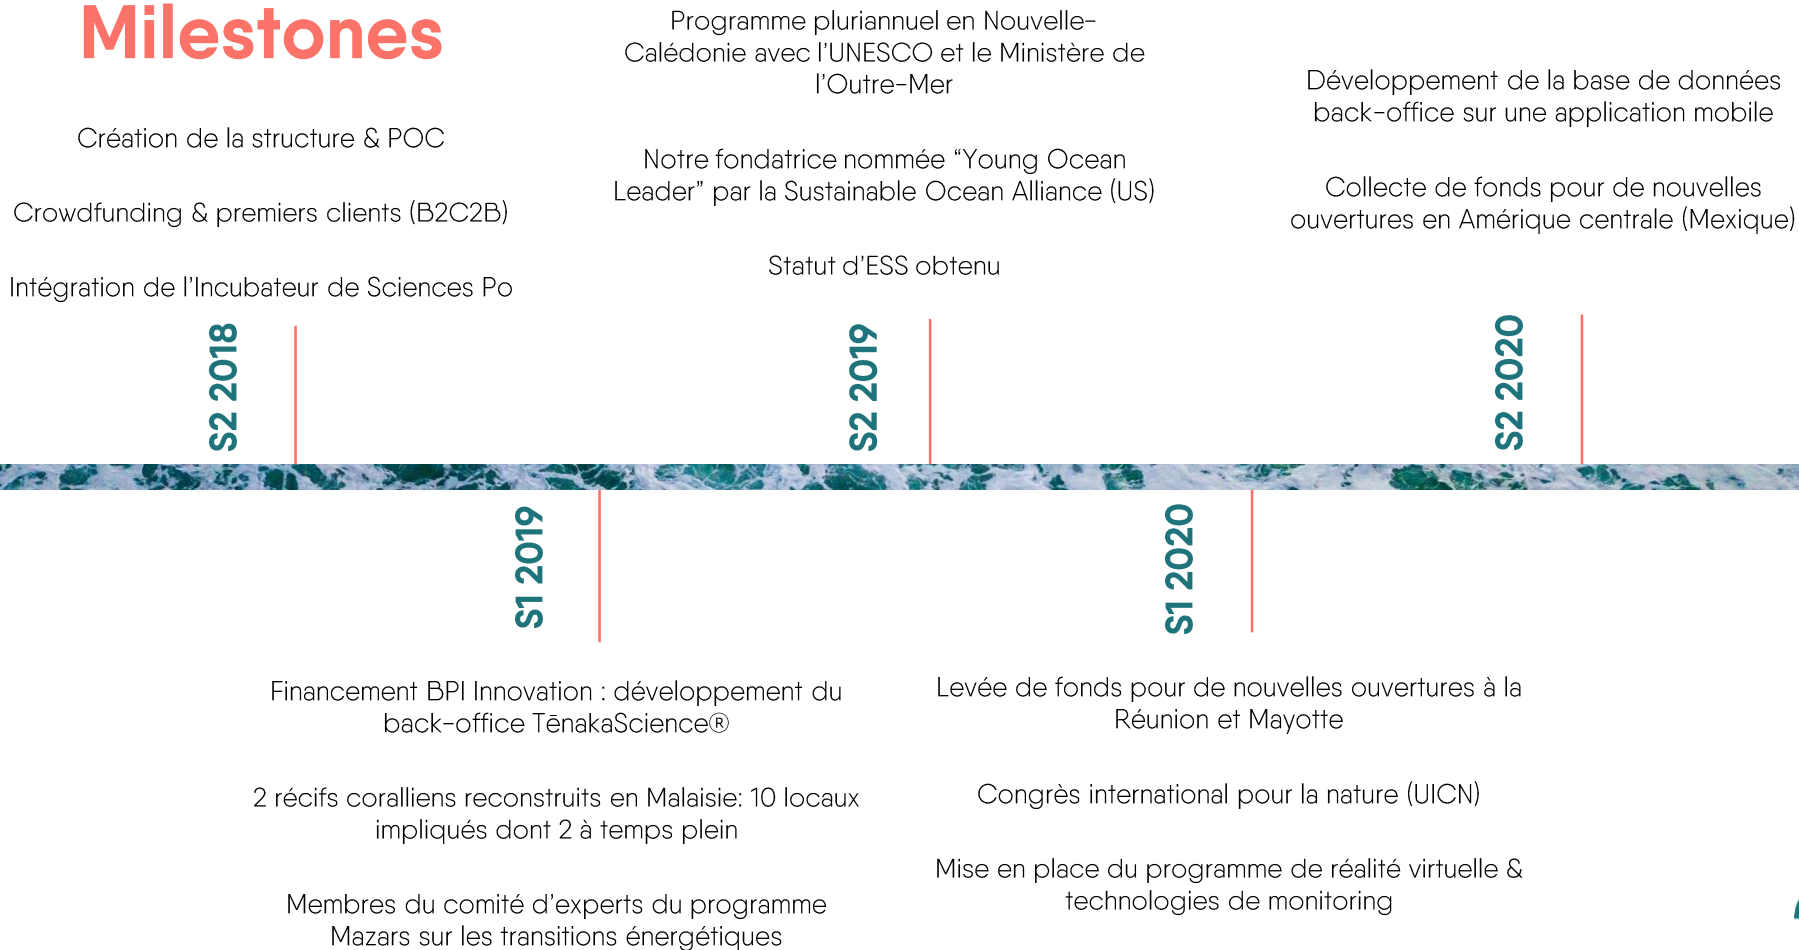 Milestones
Création de la structure & POC
Crowdfunding & premiers clients (B2C2B)
Intégration de l'Incubateur de Sciences Po
S2 2018
Financement BPI Innovation : développement du
back-office TēnakaScience®
2 récifs coralliens reconstruits en Malaisie: 10 locaux
impliqués dont 2 à temps plein
Membres du comité d'experts du programme
Mazars sur les transitions énergétiques
S1 2019
Programme pluriannuel en Nouvelle-
Calédonie avec l'UNESCO et le Ministère de
l'Outre-Mer
Notre fondatrice nommée “Young Ocean
Leader” par la Sustainable Ocean Alliance (US)
Statut d'ESS obtenu
S2 2019
S1 2020
Levée de fonds pour de nouvelles ouvertures à la
Réunion et Mayotte
Congrès international pour la nature (UICN)
Mise en place du programme de réalité virtuelle &
technologies de monitoring
Développement de la base de données
back-office sur une application mobile
Collecte de fonds pour de nouvelles
ouvertures en Amérique centrale (Mexique)
S2 2020